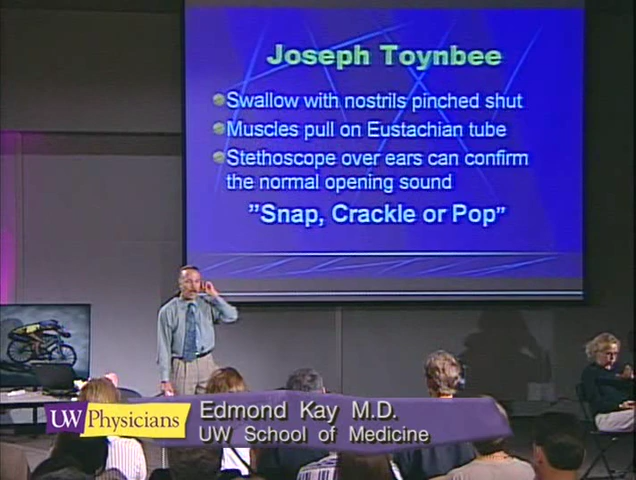 Joseph Toynbee
Swallow with nostrils pinched shut
Muscles pull on Eustachian tube
Stethoscope over ears can confirm
the normal opening sound
”Snap, Crackle or Pop”
UW Physicians
Edmond Kay M.D.
UW School of Medicine